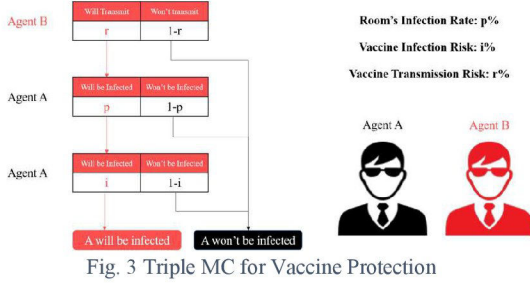 Will Transmit Won't transmit
Agent B
r 1-r
Will be Infected Won't be Infected
Agent A
p 1-p
Will be Infected Won't be Infected
Agent A
i 1-i
A will be infected A won't be infected
Room's Infection Rate: p%
Vaccine Infection Risk: i%
Vaccine Transmission Risk: r%
Agent A Agent B
Fig. 3 Triple MC for Vaccine Protection